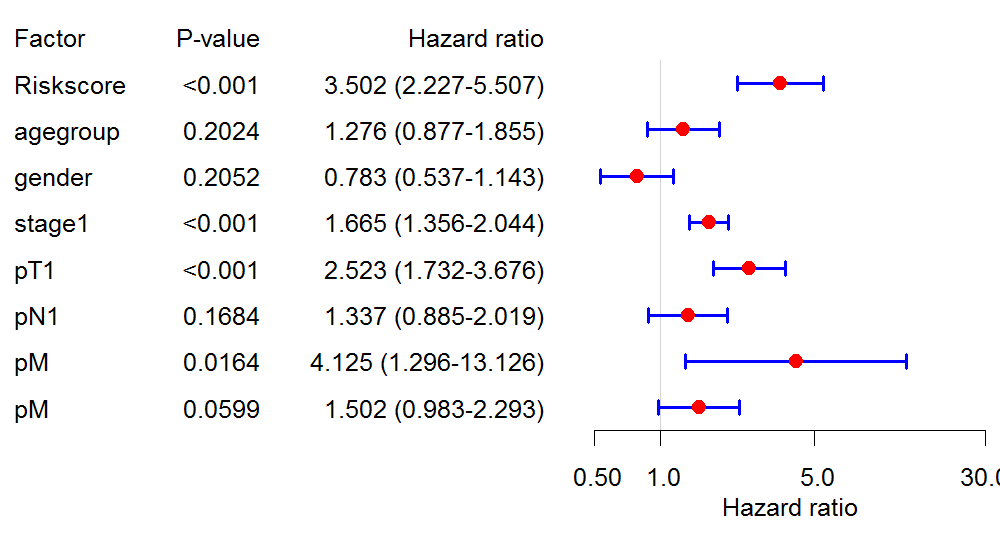 Factor P-value Hazard ratio
Riskscore <0.001 3.502 (2.227-5.507)
agegroup 0.2024 1.276 (0.877-1.855)
gender 0.2052 0.783 (0.537-1.143)
stage1 <0.001 1.665 (1.356-2.044)
pT1 <0.001 2.523 (1.732-3.676)
pN1 0.1684 1.337 (0.885-2.019)
pM 0.0164 4.125 (1.296-13.126)
pM 0.0599 1.502 (0.983-2.293)
0.50 1.0 5.0 30.0
Hazard ratio